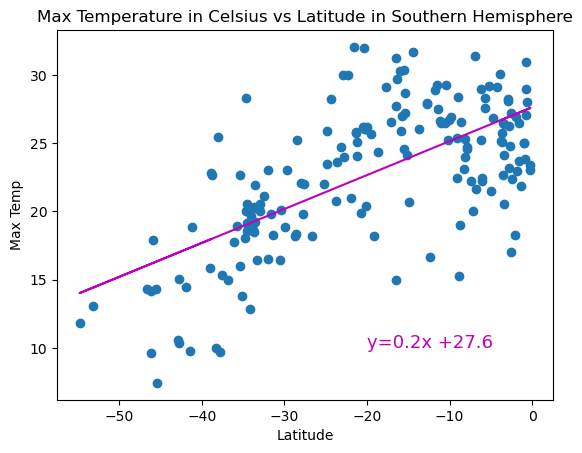 Max Temperature in Celsius vs Latitude in Southern Hemisphere
Max Temp
30
25
20
15
10
y=0.2x +27.6
−50
−40
−30
−20
−10
0
Latitude